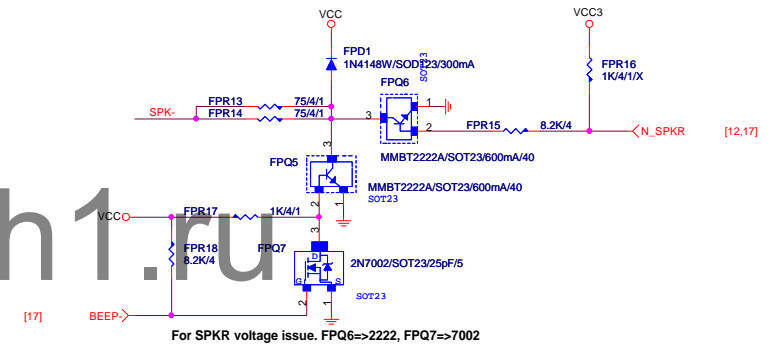 VCC
VCC3
FPD1
1N4148W/SOD123/300mA
SOT23
FPR16
1K/4/1/X
FPQ6
FPR13 75/4/1
SPK- FPR14 75/4/1
3
1
2
FPR15 8.2K/4
N_SPKR [12,17]
MMBT2222A/SOT23/600mA/40
3
FPQ5
MMBT2222A/SOT23/600mA/40
SOT23
2
1
VCC FPR17 1K/4/1
3
FPR18
8.2K/4
FPQ7
D
G
S
2N7002/SOT23/25pF/5
SOT23
2
1
[17] BEEP-
For SPKR voltage issue. FPQ6=>2222, FPQ7=>7002
h1.ru